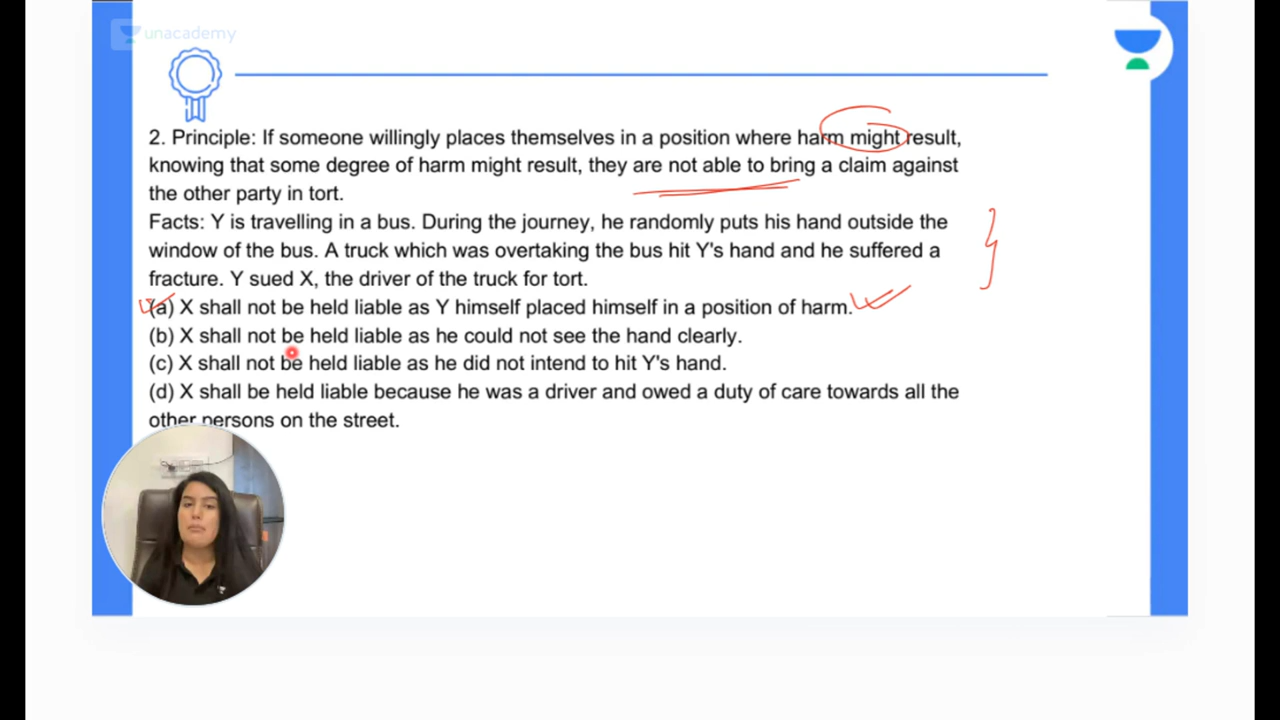 unacademy
2. Principle: If someone willingly places themselves in a position where harm might result,
knowing that some degree of harm might result, they are not able to bring a claim against
the other party in tort.
Facts: Y is travelling in a bus. During the journey, he randomly puts his hand outside the
window of the bus. A truck which was overtaking the bus hit Y's hand and he suffered a
fracture. Y sued X, the driver of the truck for tort.
(a) X shall not be held liable as Y himself placed himself in a position of harm.
(b) X shall not be held liable as he could not see the hand clearly.
(c) X shall not be held liable as he did not intend to hit Y's hand.
(d) X shall be held liable because he was a driver and owed a duty of care towards all the
other persons on the street.